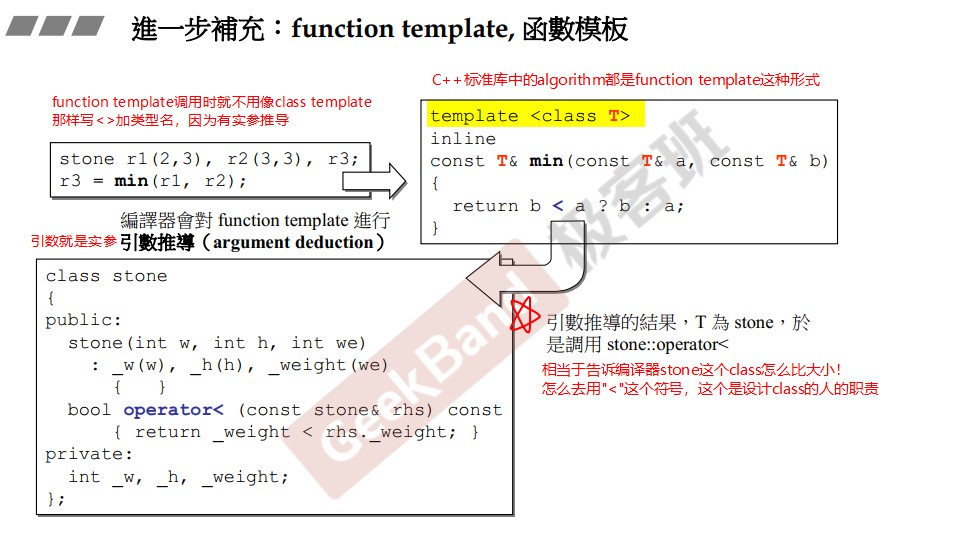 進一步補充：function template, 函數模板
C++标准库中的algorithm都是function template这种形式
function template调用时就不用像class template
那样写<>加类型名，因为有实参推导
stone r1(2,3), r2(3,3), r3;
r3 = min(r1, r2);
template <class T>
inline
const T& min(const T& a, const T& b)
{
return b < a ? b : a;
}
編譯器會對 function template 進行
引数就是实参
引數推導（argument deduction）
class stone
{
public:
stone(int w, int h, int we)
: _w(w), _h(h), _weight(we)
{ }
bool operator< (const stone& rhs) const
{ return _weight < rhs._weight; }
private:
int _w, _h, _weight;
};
引數推導的結果，T 為 stone，於
是調用 stone::operator<
相当于告诉编译器stone这个class怎么比大小！
怎么去用"<"这个符号，这个是设计class的人的职责
GeekBand 极客班